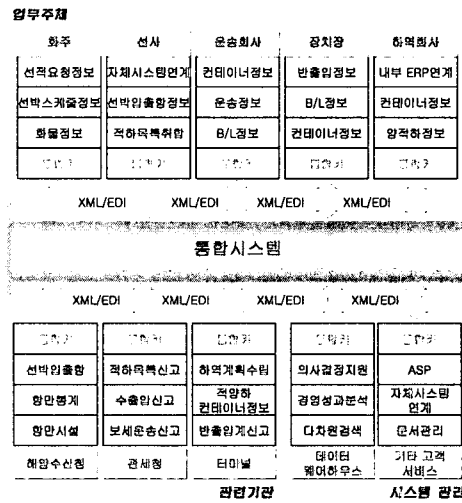 업무주체
화주 선사 운송회사 장치장 하역회사
선적요청정보 자체시스템연계 컨테이너정보 반출입정보 내부 ERP연계
선박스케줄정보 선박입출항정보 운송정보 B/L정보 컨테이너정보
화물정보 적하목록취합 B/L정보 컨테이너정보 양적하정보
XML/EDI XML/EDI XML/EDI XML/EDI
통합시스템
XML/EDI XML/EDI XML/EDI XML/EDI
선박입출항 적하목록신고 하역계획수립 의사결정지원 ASP
항만통계 수출입신고 적양하 컨테이너정보 경영성과분석 자체시스템 연계
항만시설 보세운송신고 반출입계신고 다차원검색 문서관리
해양수산청 관세청 터미널 데이터 웨어하우스 기타 고객 서비스
관련기관 시스템 관리